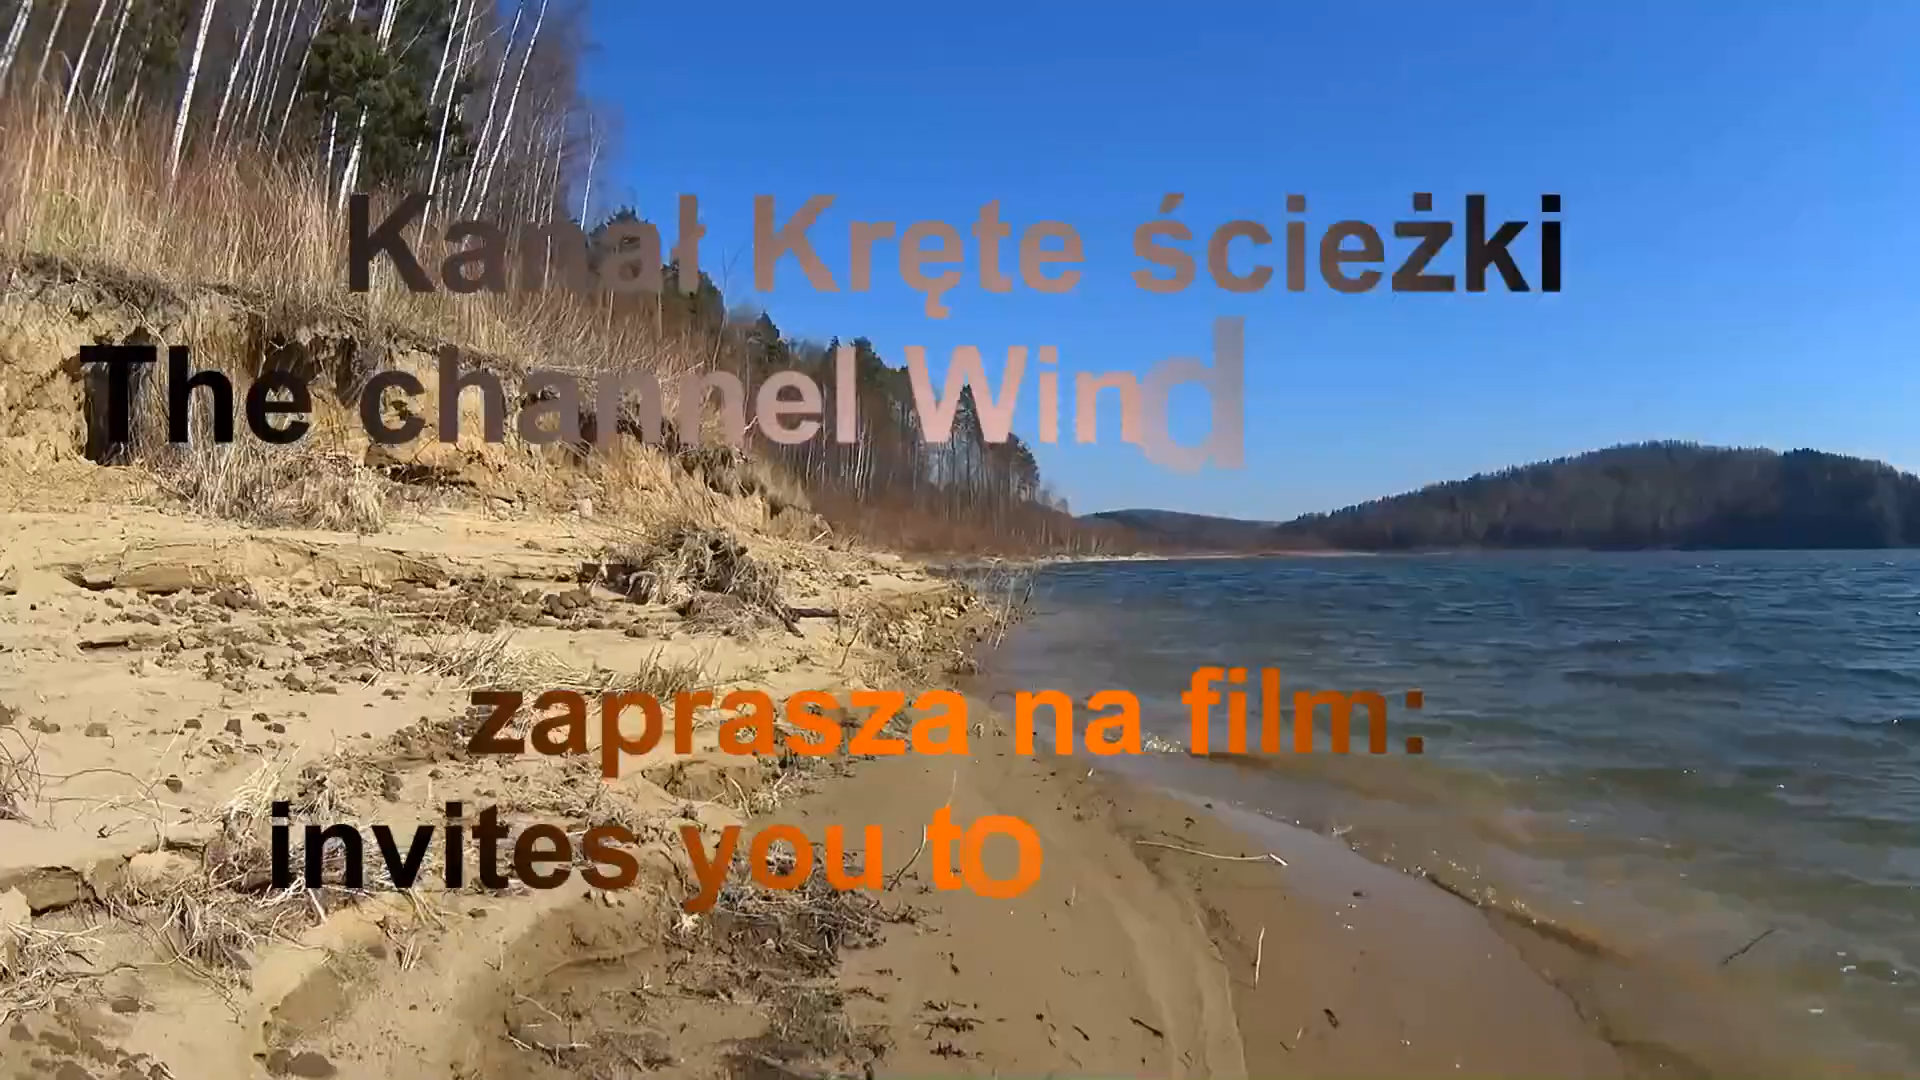 Kanał Kręte ścieżki
The channel Wind
zaprasza na film:
invites you to